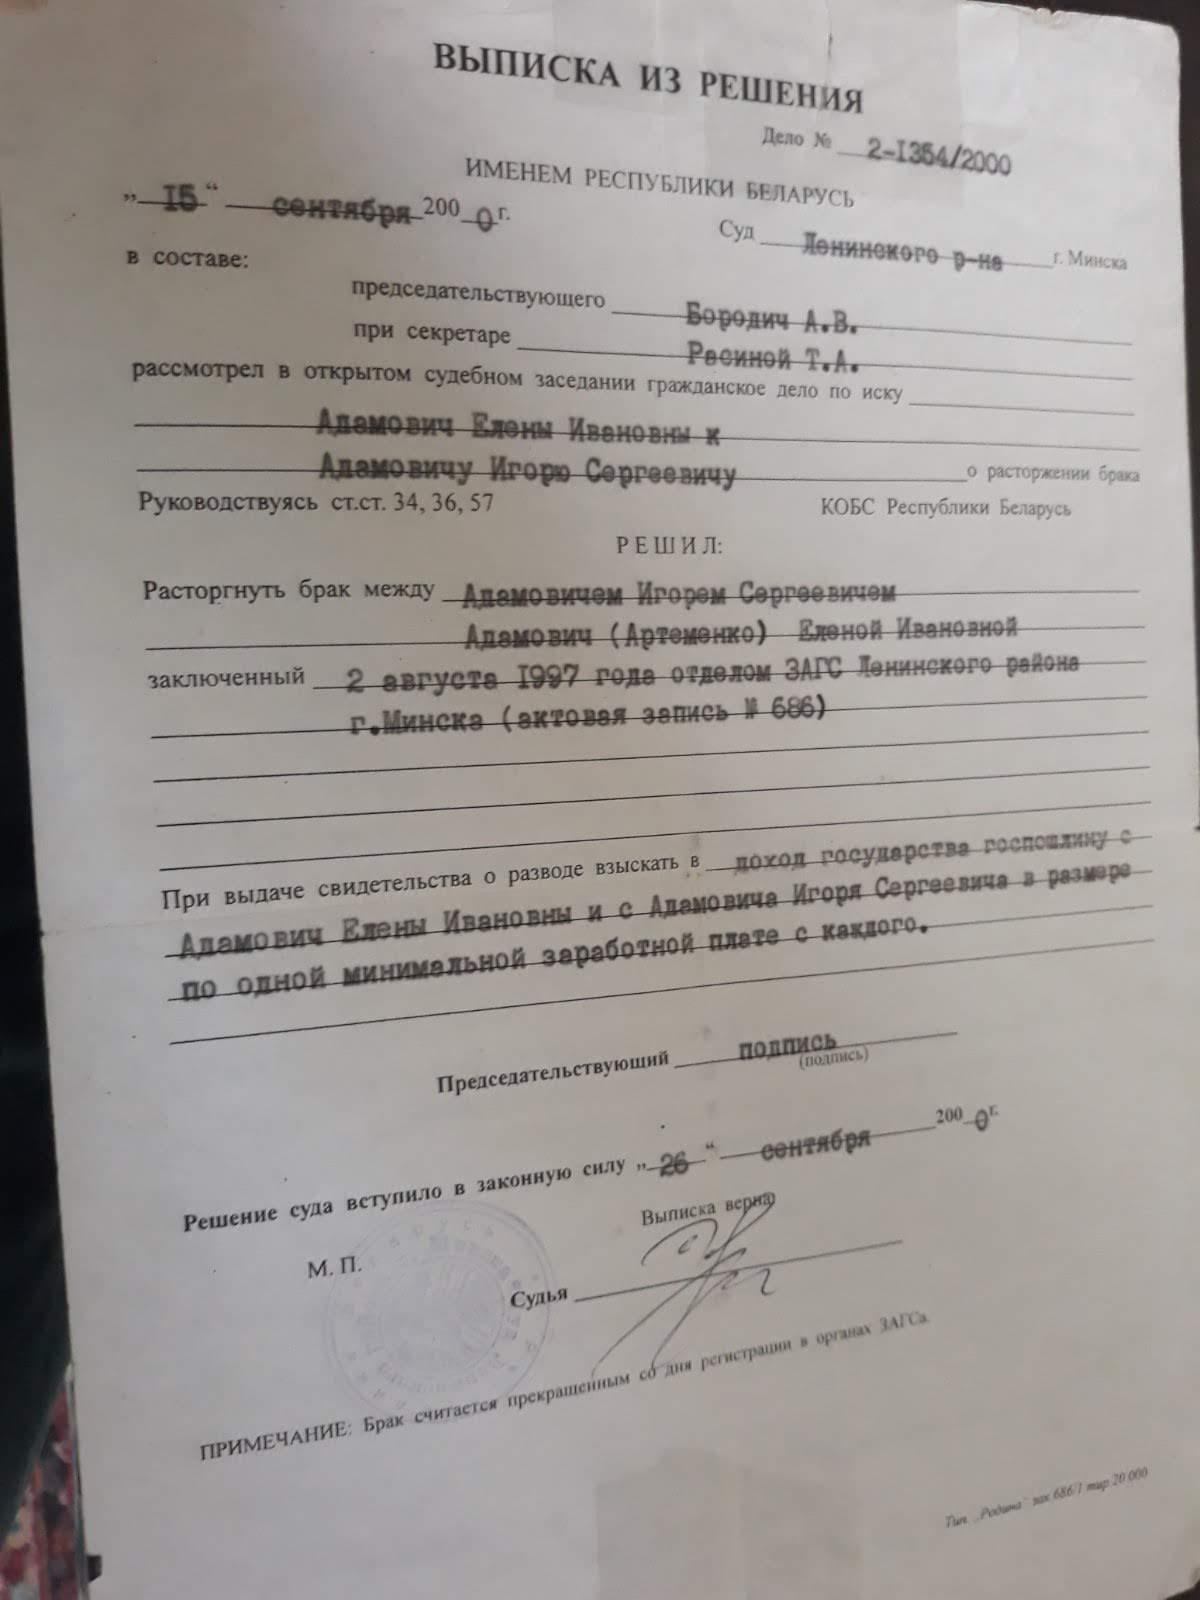 ВЫПИСКА ИЗ РЕШЕНИЯ
Дело № 2-I354/2000
ИМЕНЕМ РЕСПУБЛИКИ БЕЛАРУСЬ
„ I5 “ сентября 200 0 г.
Суд Ленинского р-на г. Минска
в составе:
председательствующего Бородич А.В.
при секретаре Расиной Т.А.
рассмотрел в открытом судебном заседании гражданское дело по иску
Адамович Елены Ивановны к
Адамовичу Игорю Сергеевичу о расторжении брака
Руководствуясь ст.ст. 34, 36, 57 КОБС Республики Беларусь
РЕШИЛ:
Расторгнуть брак между Адамовичем Игорем Сергеевичем
Адамович (Артеменко) Еленой Ивановной
заключенный 2 августа I997 года отделом ЗАГС Ленинского района
г.Минска (актовая запись № 686)
При выдаче свидетельства о разводе взыскать в доход государства госпошлину с
Адамович Елены Ивановны и с Адамовича Игоря Сергеевича в размере
по одной минимальной заработной плате с каждого.
Председательствующий подпись
(подпись)
Решение суда вступило в законную силу „ 26 “ сентября 200 0 г.
Выписка верна
М. П.
Судья
ПРИМЕЧАНИЕ: Брак считается прекращенным со дня регистрации в органах ЗАГСа.
Тип. „Родина“ зак 686/1 тир 20 000